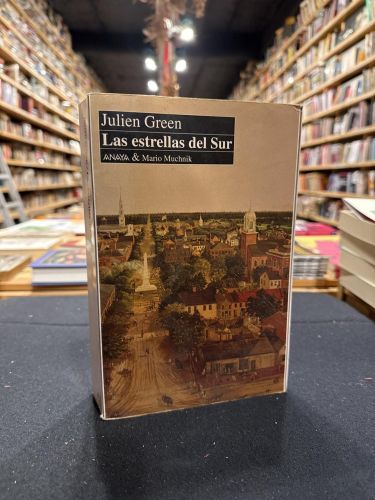 Julien Green
Las estrellas del Sur
ANAYA & Mario Muchnik